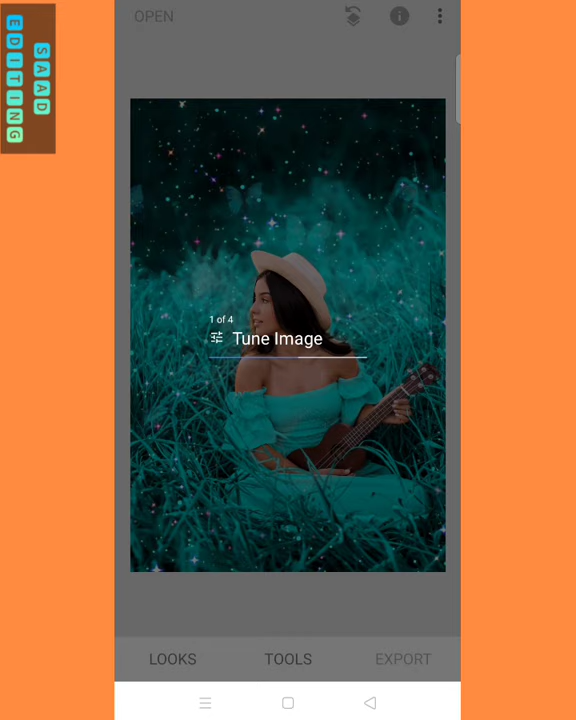 EDITING
SAAD
OPEN
1 of 4
Tune Image
LOOKS
TOOLS
EXPORT